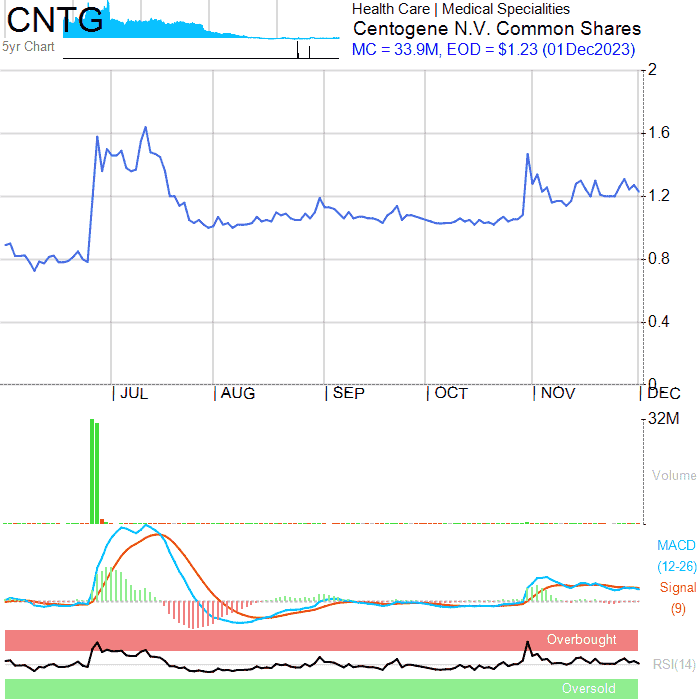 CNTG
5yr Chart
Health Care | Medical Specialities
Centogene N.V. Common Shares
MC = 33.9M, EOD = $1.23 (01Dec2023)
2
1.6
1.2
0.8
0.4
0
JUL
AUG
SEP
OCT
NOV
DEC
32M
Volume
MACD
(12-26)
Signal
(9)
Overbought
RSI(14)
Oversold